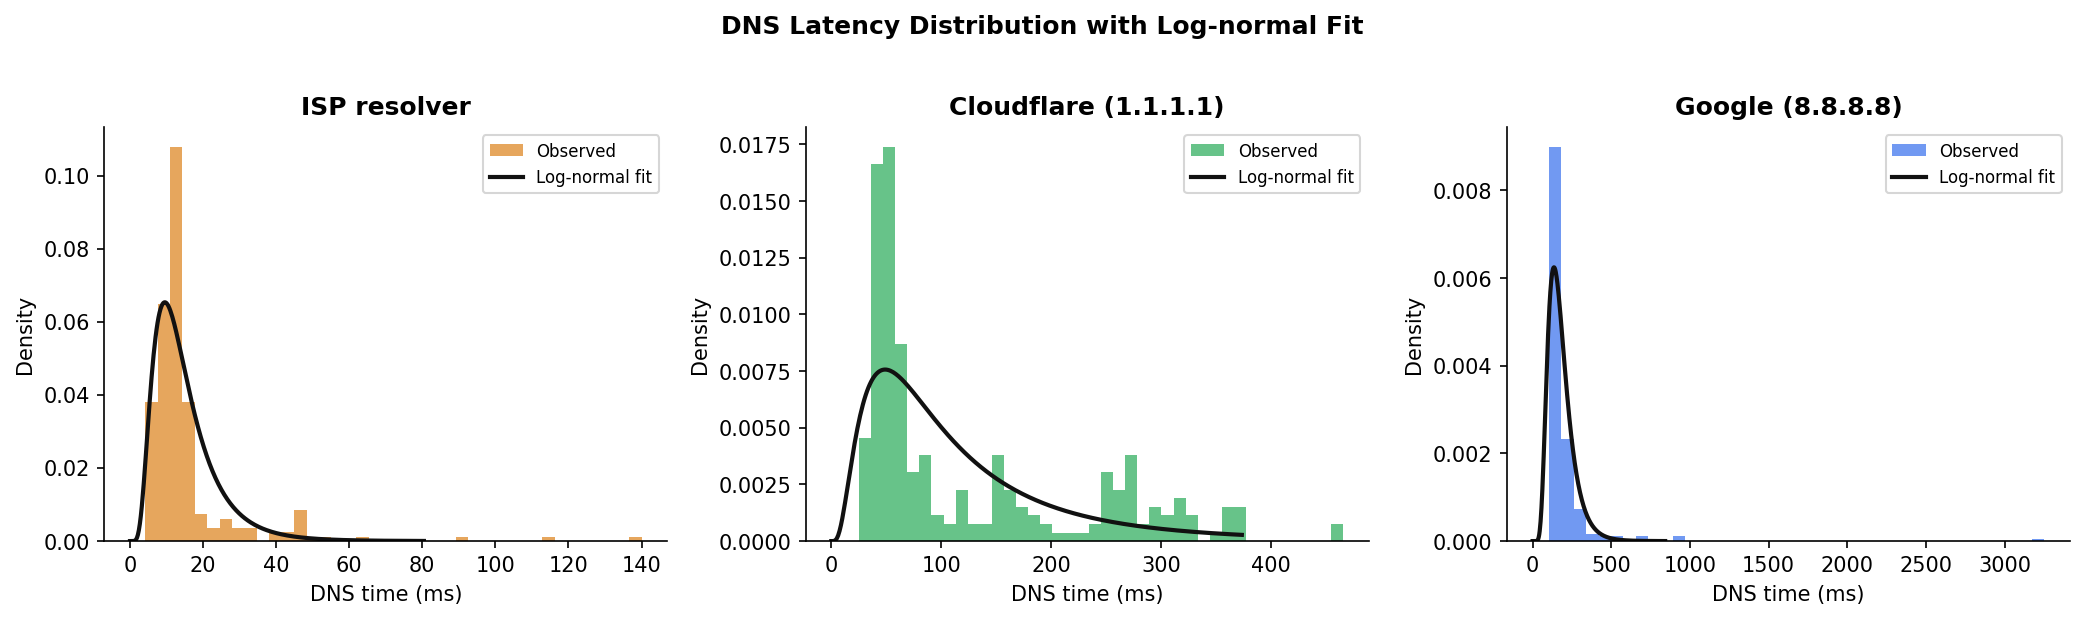 DNS Latency Distribution with Log-normal Fit
ISP resolver
0.10
0.08
0.06
0.04
0.02
0.00
Density
Observed
Log-normal fit
0 20 40 60 80 100 120 140
DNS time (ms)
Cloudflare (1.1.1.1)
0.0175
0.0150
0.0125
0.0100
0.0075
0.0050
0.0025
0.0000
Density
Observed
Log-normal fit
0 100 200 300 400
DNS time (ms)
Google (8.8.8.8)
0.008
0.006
0.004
0.002
0.000
Density
Observed
Log-normal fit
0 500 1000 1500 2000 2500 3000
DNS time (ms)